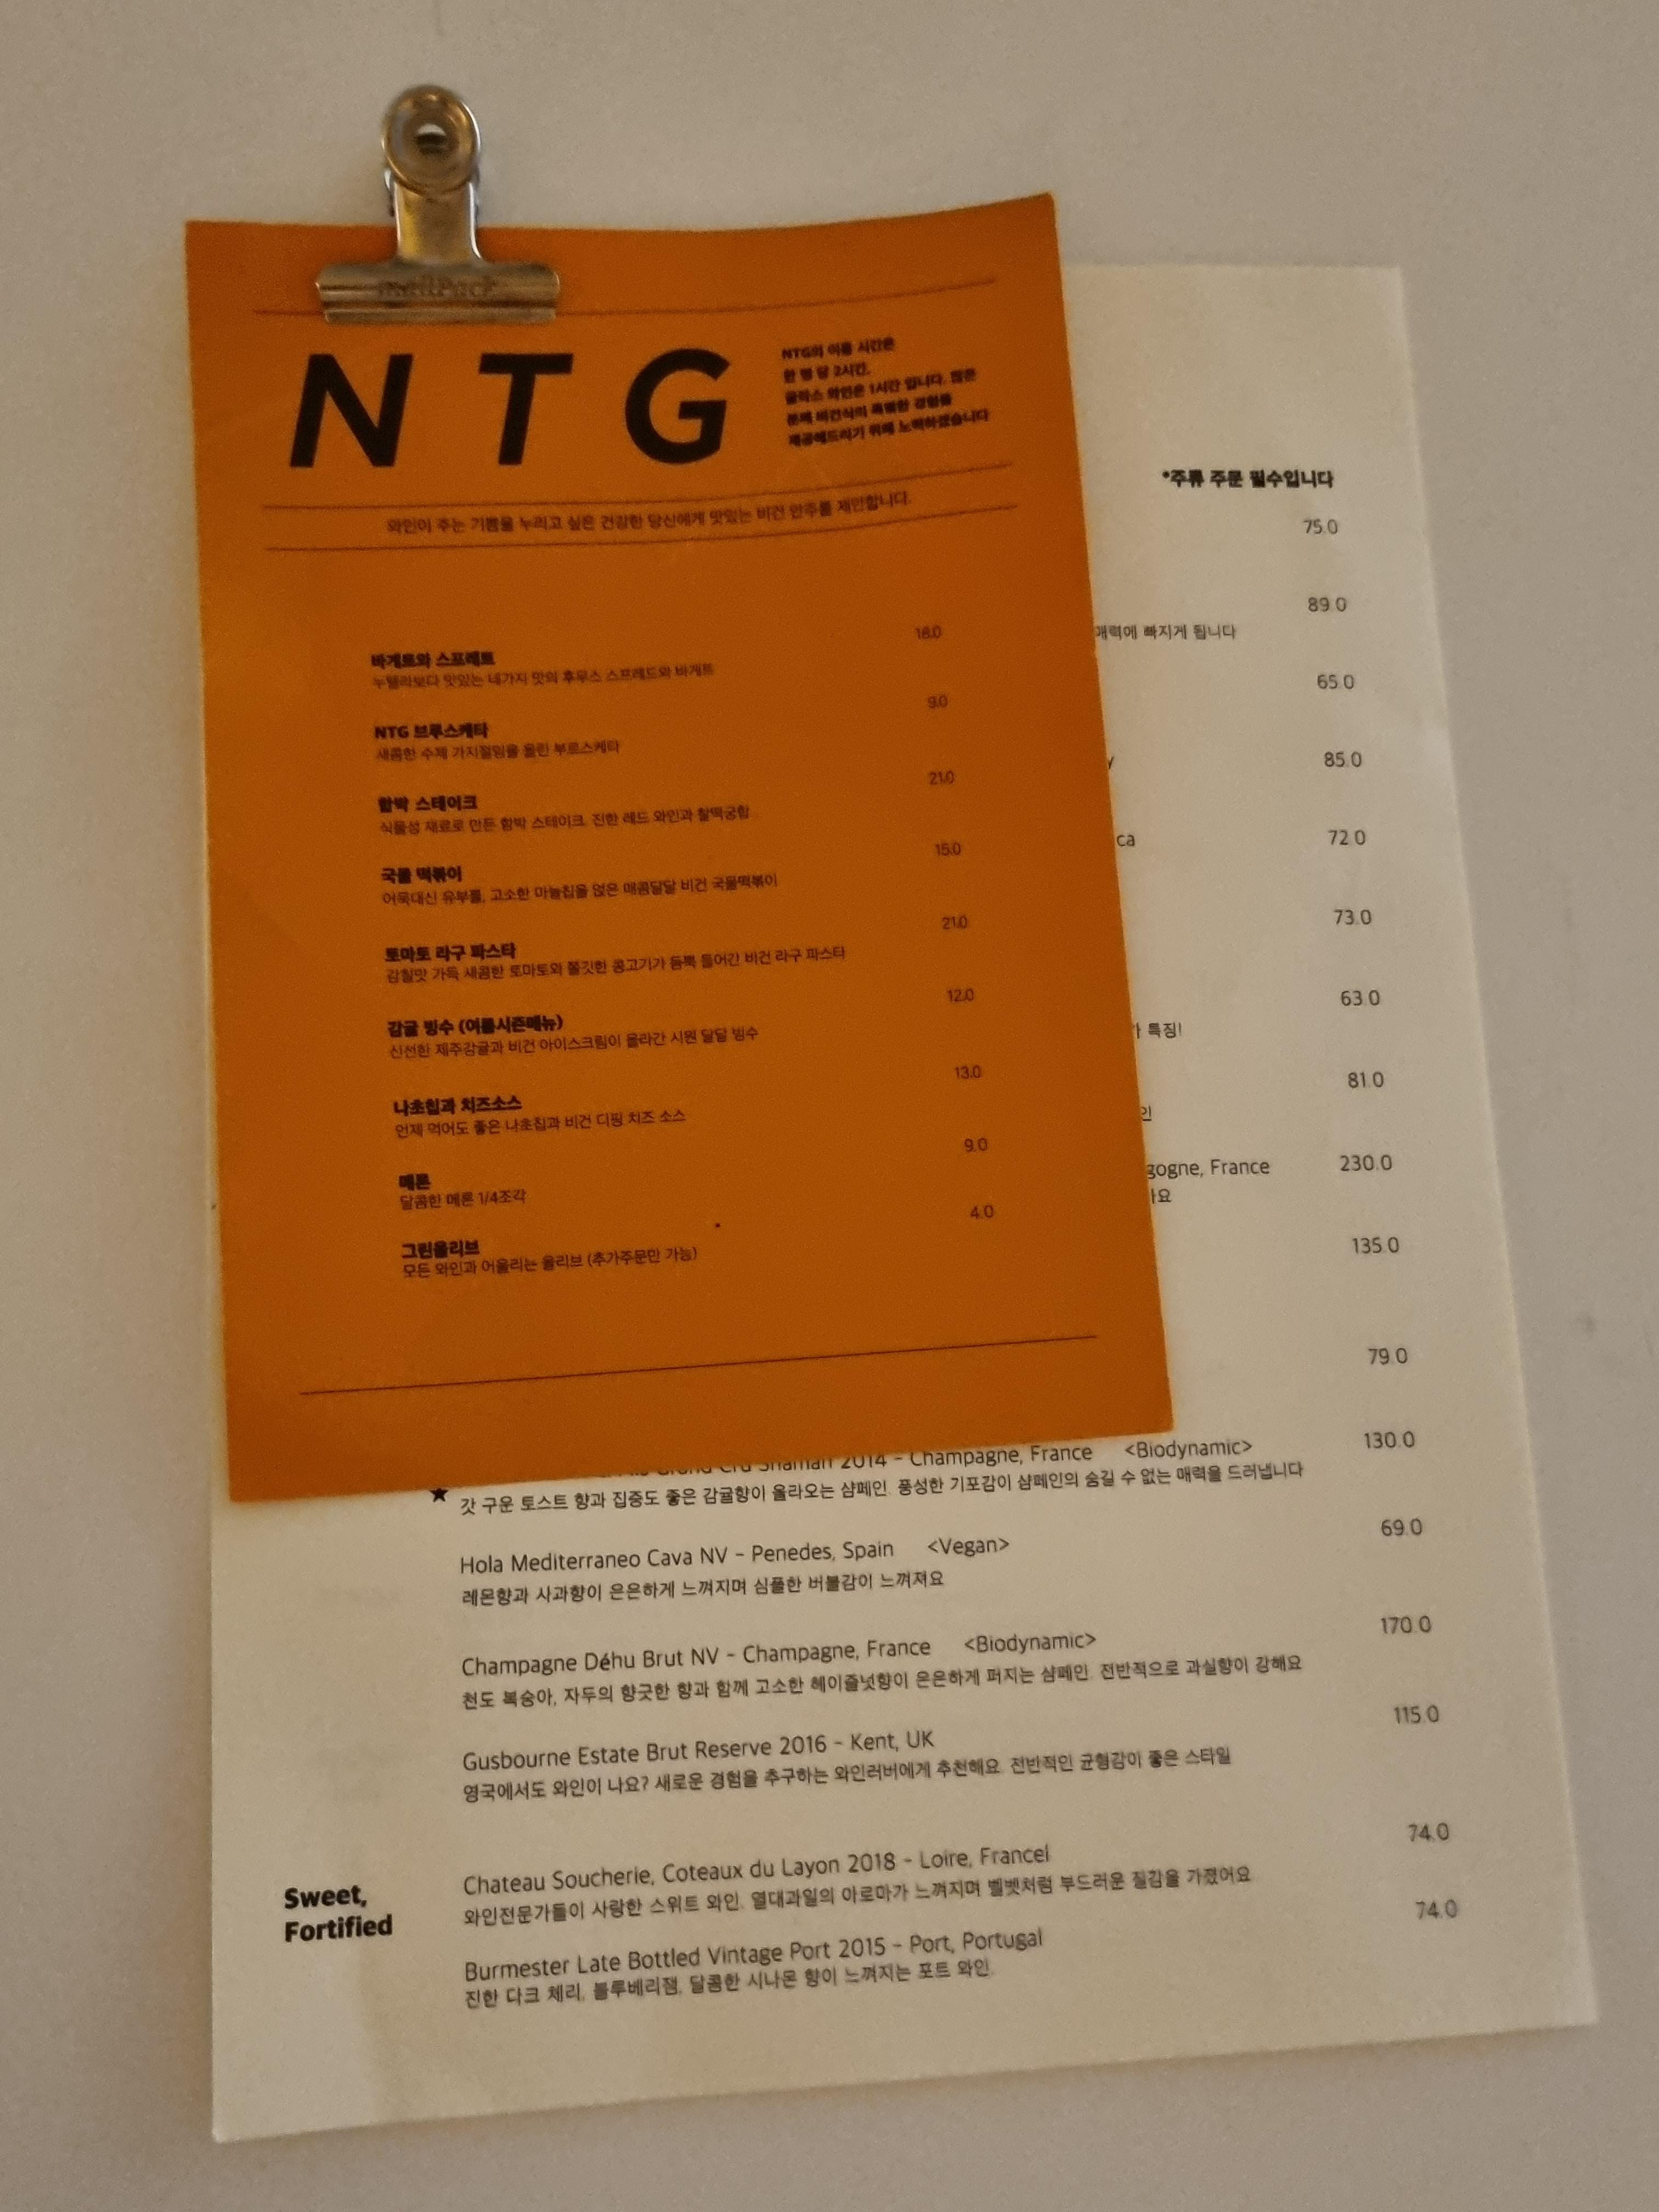 NTG
NTG의 이용 시간은
한 병 당 2시간,
글라스 와인은 1시간 입니다. 많은
분께 비건식의 특별한 경험을
제공해드리기 위해 노력하겠습니다
와인이 주는 기쁨을 누리고 싶은 건강한 당신에게 맛있는 비건 안주를 제안합니다.
18.0
바게트와 스프레드
누텔라보다 맛있는 네가지 맛의 후무스 스프레드와 바게트
9.0
NTG 브루스케타
새콤한 수제 가지절임을 올린 부르스케타
21.0
함박 스테이크
식물성 재료로 만든 함박 스테이크. 진한 레드 와인과 찰떡궁합
15.0
국물 떡볶이
어묵대신 유부를, 고소한 마늘칩을 얹은 매콤달달 비건 국물떡볶이
21.0
토마토 라구 파스타
감칠맛 가득 새콤한 토마토와 쫄깃한 콩고기가 듬뿍 들어간 비건 라구 파스타
12.0
감귤 빙수 (여름시즌메뉴)
신선한 제주감귤과 비건 아이스크림이 올라간 시원 달달 빙수
13.0
나초칩과 치즈소스
언제 먹어도 좋은 나초칩과 비건 디핑 치즈 소스
9.0
메론
달콤한 메론 1/4조각
4.0
그린올리브
모든 와인과 어울리는 올리브 (추가주문만 가능)
*주류 주문 필수입니다
75.0
89.0
매력에 빠지게 됩니다
65.0
y 85.0
ca 72.0
73.0
63.0
가 특징!
81.0
인
gogne, France 230.0
135.0
79.0
Grand Cru Shaman 2014 - Champagne, France <Biodynamic> 130.0
★ 갓 구운 토스트 향과 집중도 좋은 감귤향이 올라오는 샴페인. 풍성한 기포감이 샴페인의 숨길 수 없는 매력을 드러냅니다
Hola Mediterraneo Cava NV - Penedes, Spain <Vegan> 69.0
레몬향과 사과향이 은은하게 느껴지며 심플한 버블감이 느껴져요
Champagne Déhu Brut NV - Champagne, France <Biodynamic> 170.0
천도 복숭아, 자두의 향긋한 향과 함께 고소한 헤이즐넛향이 은은하게 퍼지는 샴페인. 전반적으로 과실향이 강해요
Gusbourne Estate Brut Reserve 2016 - Kent, UK 115.0
영국에서도 와인이 나요? 새로운 경험을 추구하는 와인러버에게 추천해요. 전반적인 균형감이 좋은 스타일
Sweet,
Fortified
Chateau Soucherie, Coteaux du Layon 2018 - Loire, Francel 74.0
와인전문가들이 사랑한 스위트 와인. 열대과일의 아로마가 느껴지며 벨벳처럼 부드러운 질감을 가졌어요
Burmester Late Bottled Vintage Port 2015 - Port, Portugal 74.0
진한 다크 체리, 블루베리잼, 달콤한 시나몬 향이 느껴지는 포트 와인